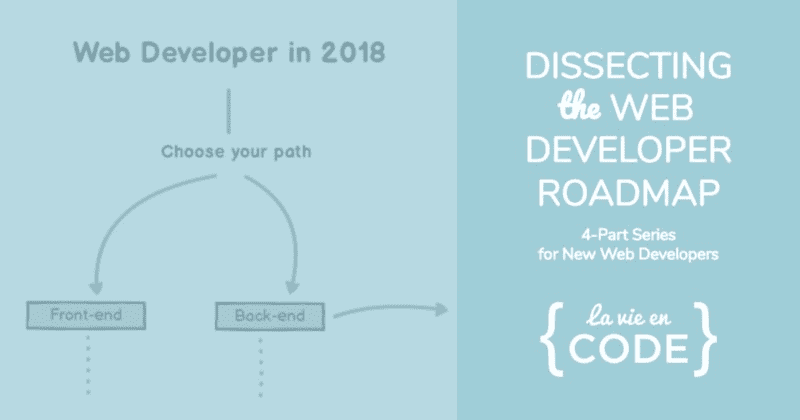 Web Developer in 2018
Choose your path
Front-end
Back-end
DISSECTING
the WEB
DEVELOPER
ROADMAP
4-Part Series
for New Web Developers
{ La vie en
CODE }